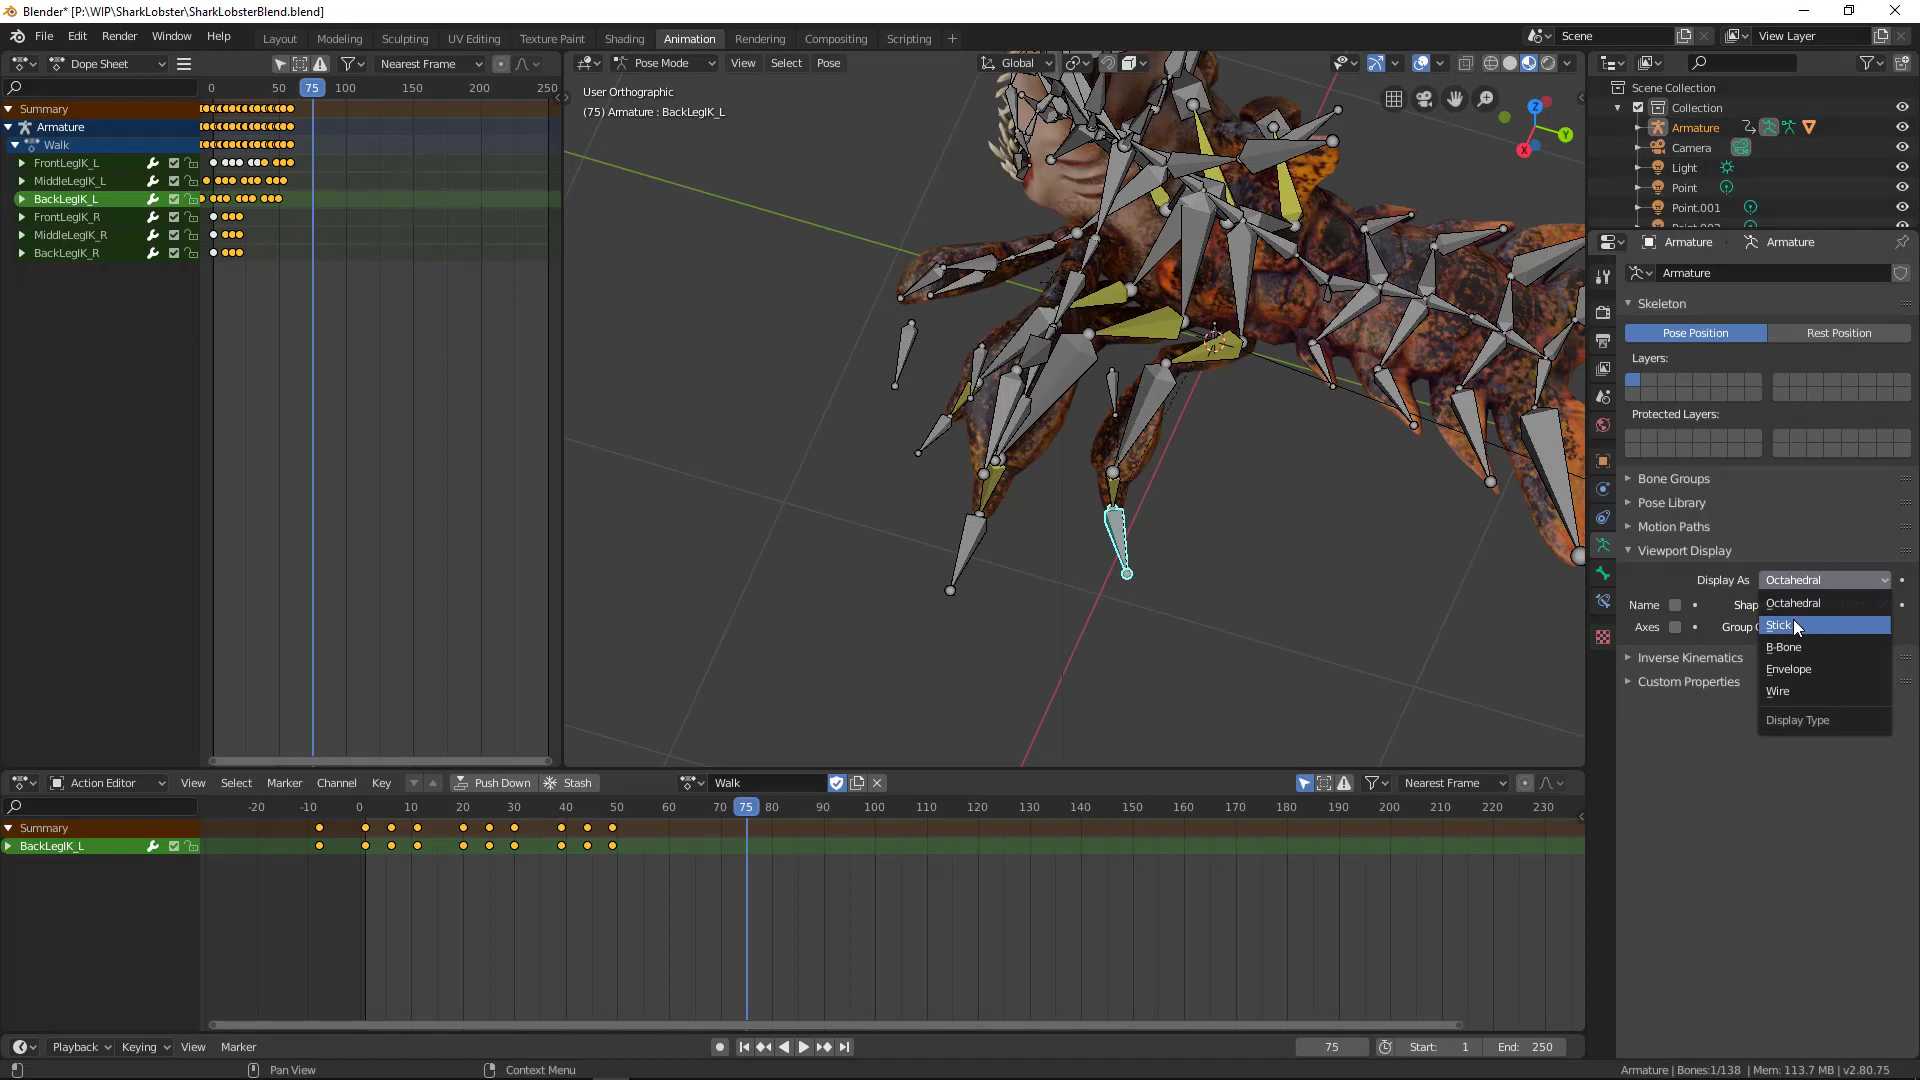 Blender* [P:\WIP\SharkLobster\SharkLobsterBlend.blend]
File Edit Render Window Help Layout Modeling Sculpting UV Editing Texture Paint Shading Animation Rendering Compositing Scripting + Scene View Layer
Dope Sheet Nearest Frame Pose Mode View Select Pose Global
0 50 75 100 150 200 250
Summary
Armature
Walk
FrontLegIK_L
MiddleLegIK_L
BackLegIK_L
FrontLegIK_R
MiddleLegIK_R
BackLegIK_R
User Orthographic
(75) Armature : BackLegIK_L
Z
Y
X
Scene Collection
Collection
Armature
Camera
Light
Point
Point.001
Armature Armature
Armature
Skeleton
Pose Position Rest Position
Layers:
Protected Layers:
Bone Groups
Pose Library
Motion Paths
Viewport Display
Display As Octahedral
Name Shap
Axes Group
Octahedral
Stick
B-Bone
Envelope
Wire
Display Type
Inverse Kinematics
Custom Properties
Action Editor View Select Marker Channel Key Push Down Stash Walk Nearest Frame
-20 -10 0 10 20 30 40 50 60 70 75 80 90 100 110 120 130 140 150 160 170 180 190 200 210 220 230
Summary
BackLegIK_L
Playback Keying View Marker 75 Start: 1 End: 250
Pan View Context Menu Armature | Bones:1/138 | Mem: 113.7 MB | v2.80.75